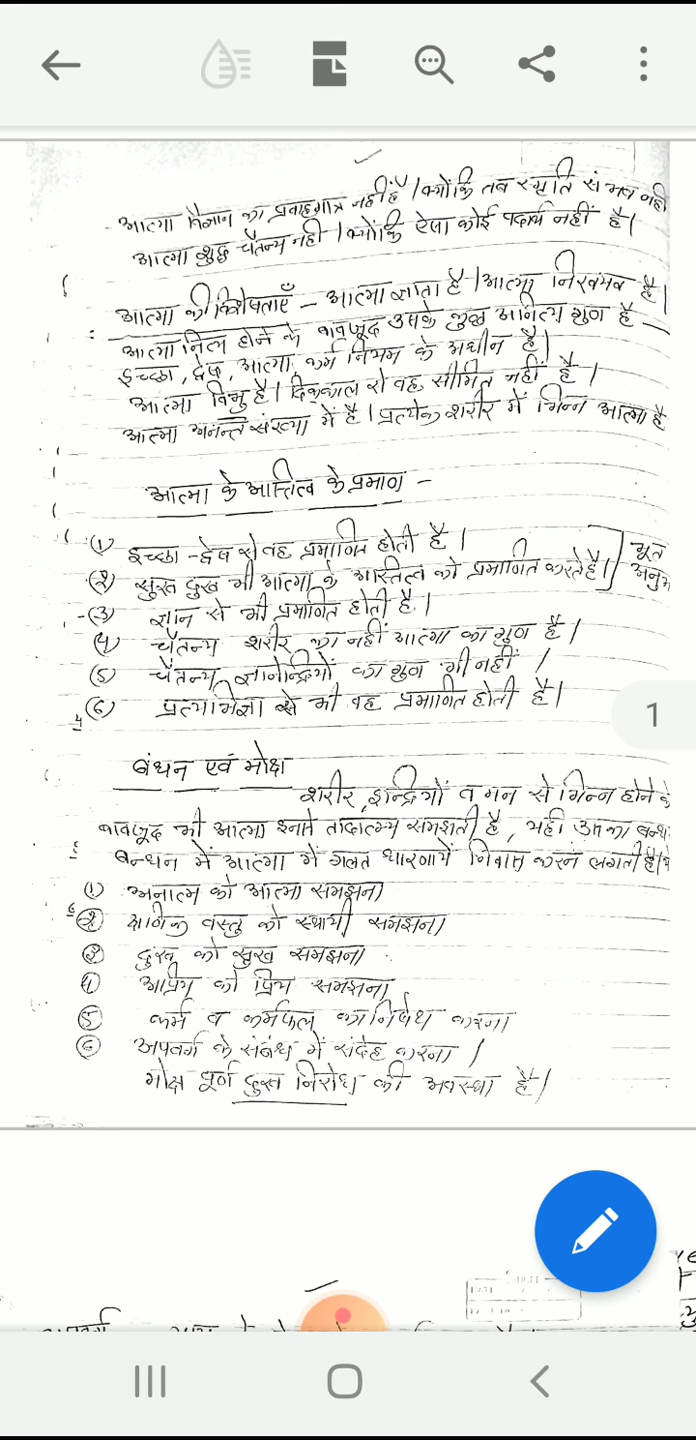 आत्मा विज्ञान का प्रवाहमात्र नहीं है। क्योंकि तब स्मृति संभव नहीं
आत्मा शुद्ध चैतन्य नहीं। क्योंकि ऐसा कोई पदार्थ नहीं है।
आत्मा की विशेषताएँ – आत्मा ज्ञाता है। आत्मा निरवयव है।
आत्मा नित्य होने के बावजूद उसके कुछ अनित्य गुण है –
इच्छा, द्वेष, आत्मा, कर्म नियम के अधीन है।
आत्मा विभु है। दिक्काल से वह सीमित नहीं है।
आत्मा अनन्त संख्या में है। प्रत्येक शरीर में भिन्न आत्मा है
आत्मा के अस्तित्व के प्रमाण –
(1) इच्छा - द्वेष से वह प्रमाणित होती है।
(2) सुख दुख भी आत्मा के अस्तित्व को प्रमाणित करते है।
(3) ज्ञान से भी प्रमाणित होती है।
(4) चैतन्य शरीर का नहीं आत्मा का गुण है।
(5) चैतन्य ज्ञानेन्द्रियों का गुण भी नहीं।
(6) प्रत्यभिज्ञा से भी वह प्रमाणित होती है।
1
बंधन एवं मोक्ष
शरीर, इन्द्रियों व मन से भिन्न होने के
बावजूद भी आत्मा इनसे तादात्म्य समझती है, यही उसका
बन्धन में आत्मा में गलत धारणायें निवास करने लगती है।
(1) अनात्म को आत्मा समझना
(2) क्षणिक वस्तु को स्थायी समझना
(3) दुःख को सुख समझना
(4) अप्रिय को प्रिय समझना
(5) कर्म व कर्मफल का निषेध करना
(6) अपवर्ग के संबंध में संदेह करना।
मोक्ष पूर्ण दुःख निरोध की अवस्था है।